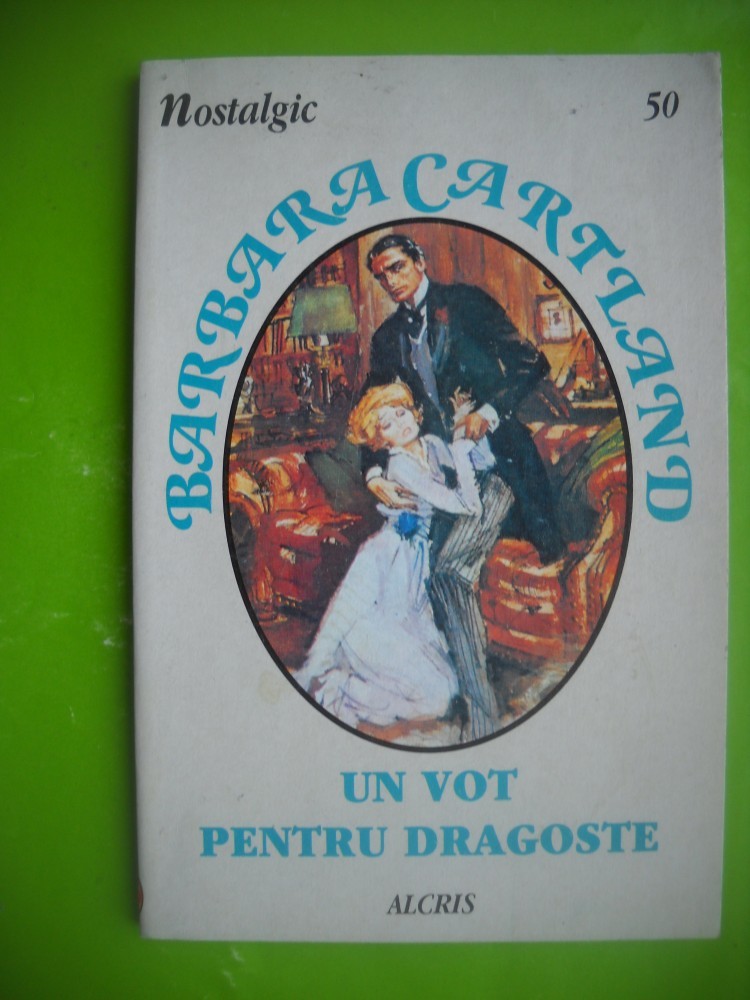 Nostalgic
50
BARBARA CARTLAND
UN VOT
PENTRU DRAGOSTE
ALCRIS